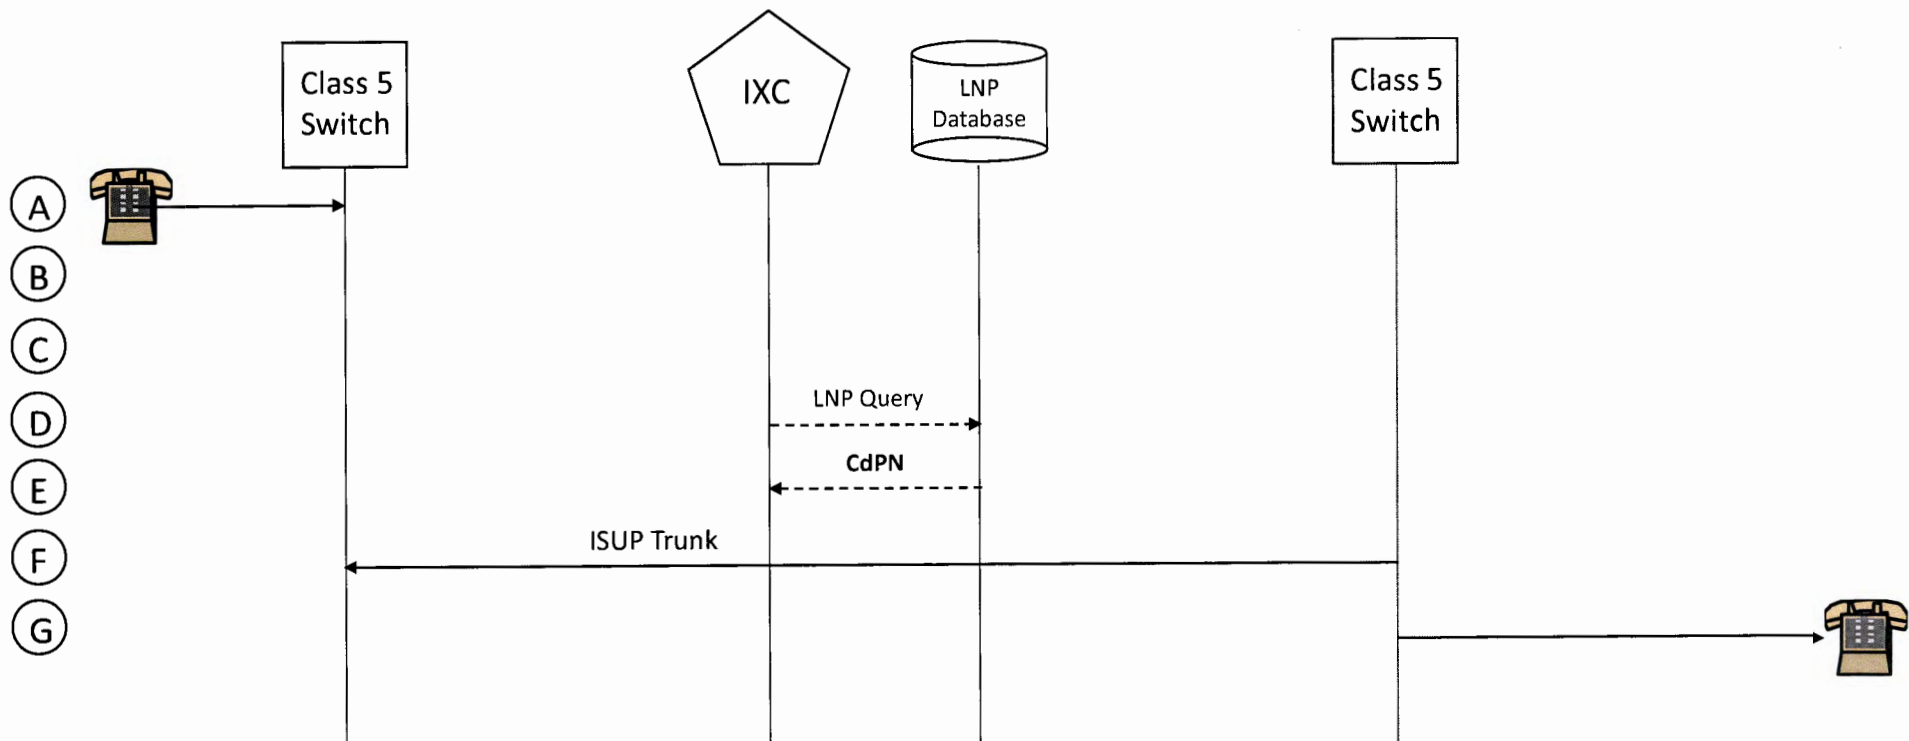 Class 5
Switch
IXC
LNP
Database
Class 5
Switch
A
B
C
D
LNP Query
E
CdPN
F
ISUP Trunk
G